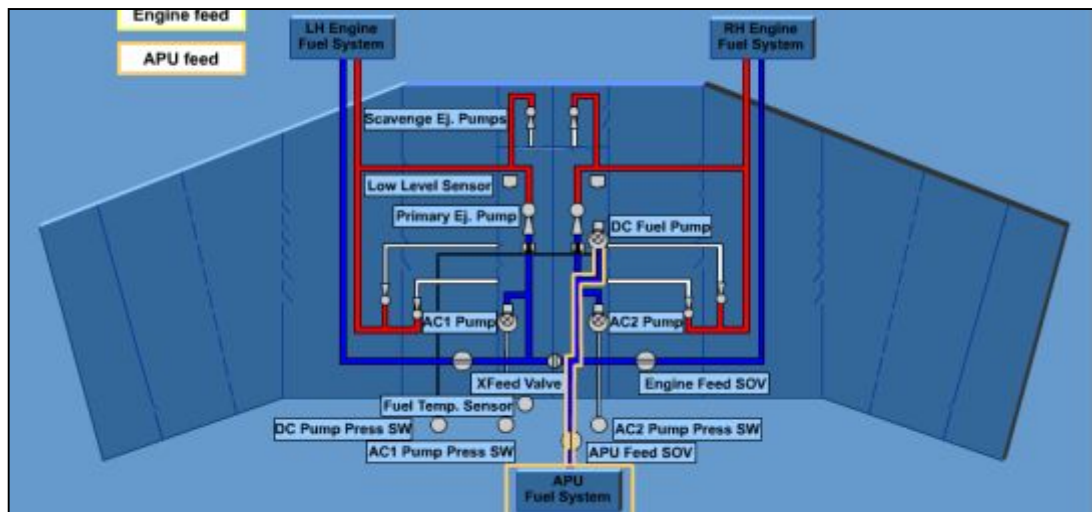 Engine feed
APU feed
LH Engine
Fuel System
RH Engine
Fuel System
Scavenge Ej. Pumps
Low Level Sensor
Primary Ej. Pump
DC Fuel Pump
AC1 Pump
AC2 Pump
XFeed Valve
Engine Feed SOV
Fuel Temp. Sensor
DC Pump Press SW
AC2 Pump Press SW
AC1 Pump Press SW
APU Feed SOV
APU
Fuel System